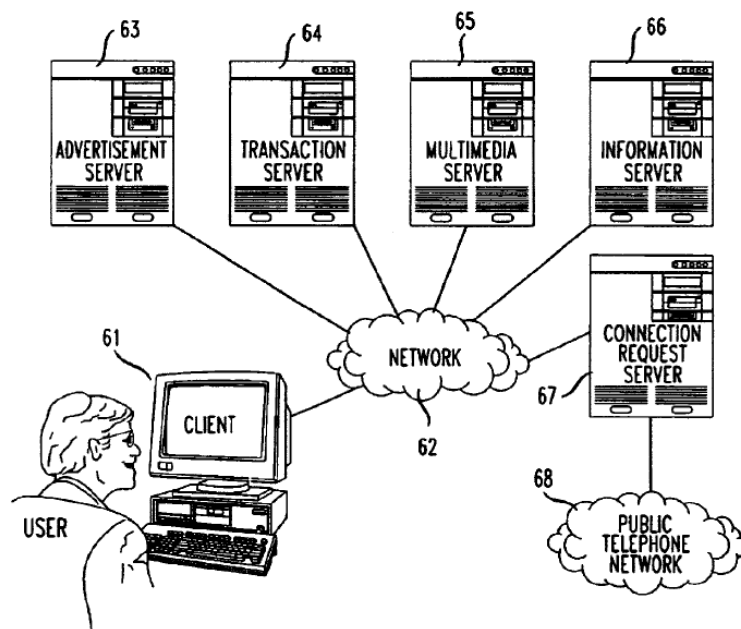 63
64
65
66
ADVERTISEMENT
SERVER
TRANSACTION
SERVER
MULTIMEDIA
SERVER
INFORMATION
SERVER
61
NETWORK
62
CONNECTION
REQUEST
SERVER
67
CLIENT
USER
68
PUBLIC
TELEPHONE
NETWORK